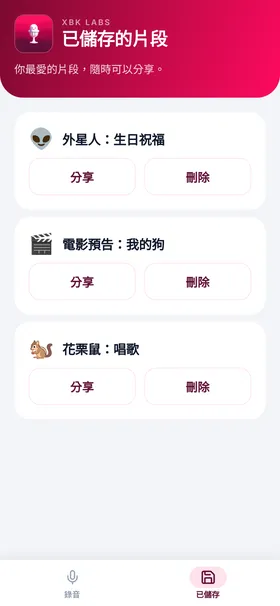 XBK LABS
已儲存的片段
你最愛的片段，隨時可以分享。
外星人：生日祝福
分享
刪除
電影預告：我的狗
分享
刪除
花栗鼠：唱歌
分享
刪除
錄音
已儲存